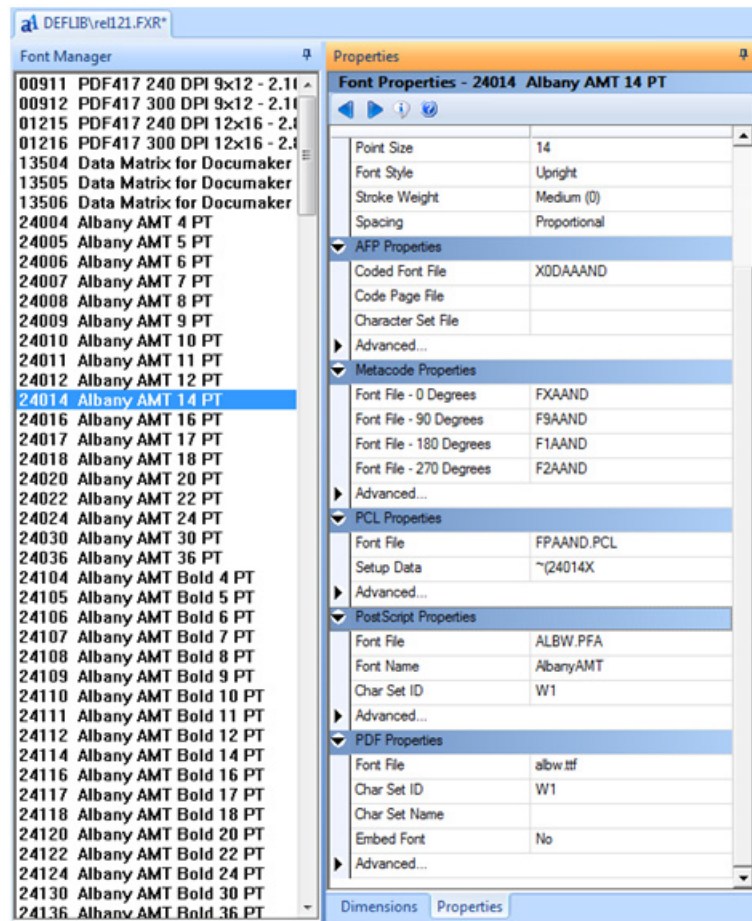 DEFLIB\rel121.FXR*
Font Manager
00911 PDF417 240 DPI 9x12 - 2.1
00912 PDF417 300 DPI 9x12 - 2.1
01215 PDF417 240 DPI 12x16 - 2.
01216 PDF417 300 DPI 12x16 - 2.
13504 Data Matrix for Documaker
13505 Data Matrix for Documaker
13506 Data Matrix for Documaker
24004 Albany AMT 4 PT
24005 Albany AMT 5 PT
24006 Albany AMT 6 PT
24007 Albany AMT 7 PT
24008 Albany AMT 8 PT
24009 Albany AMT 9 PT
24010 Albany AMT 10 PT
24011 Albany AMT 11 PT
24012 Albany AMT 12 PT
24014 Albany AMT 14 PT
24016 Albany AMT 16 PT
24017 Albany AMT 17 PT
24018 Albany AMT 18 PT
24020 Albany AMT 20 PT
24022 Albany AMT 22 PT
24024 Albany AMT 24 PT
24030 Albany AMT 30 PT
24036 Albany AMT 36 PT
24104 Albany AMT Bold 4 PT
24105 Albany AMT Bold 5 PT
24106 Albany AMT Bold 6 PT
24107 Albany AMT Bold 7 PT
24108 Albany AMT Bold 8 PT
24109 Albany AMT Bold 9 PT
24110 Albany AMT Bold 10 PT
24111 Albany AMT Bold 11 PT
24112 Albany AMT Bold 12 PT
24114 Albany AMT Bold 14 PT
24116 Albany AMT Bold 16 PT
24117 Albany AMT Bold 17 PT
24118 Albany AMT Bold 18 PT
24120 Albany AMT Bold 20 PT
24122 Albany AMT Bold 22 PT
24124 Albany AMT Bold 24 PT
24130 Albany AMT Bold 30 PT
24136 Albany AMT Bold 36 PT
Properties
Font Properties - 24014 Albany AMT 14 PT
Point Size 14
Font Style Upright
Stroke Weight Medium (0)
Spacing Proportional
AFP Properties
Coded Font File X0DAAAND
Code Page File
Character Set File
Advanced...
Metacode Properties
Font File - 0 Degrees FXAAND
Font File - 90 Degrees F9AAND
Font File - 180 Degrees F1AAND
Font File - 270 Degrees F2AAND
Advanced...
PCL Properties
Font File FPAAND.PCL
Setup Data ~(24014X
Advanced...
PostScript Properties
Font File ALBW.PFA
Font Name AlbanyAMT
Char Set ID W1
Advanced...
PDF Properties
Font File albw.ttf
Char Set ID W1
Char Set Name
Embed Font No
Advanced...
Dimensions Properties